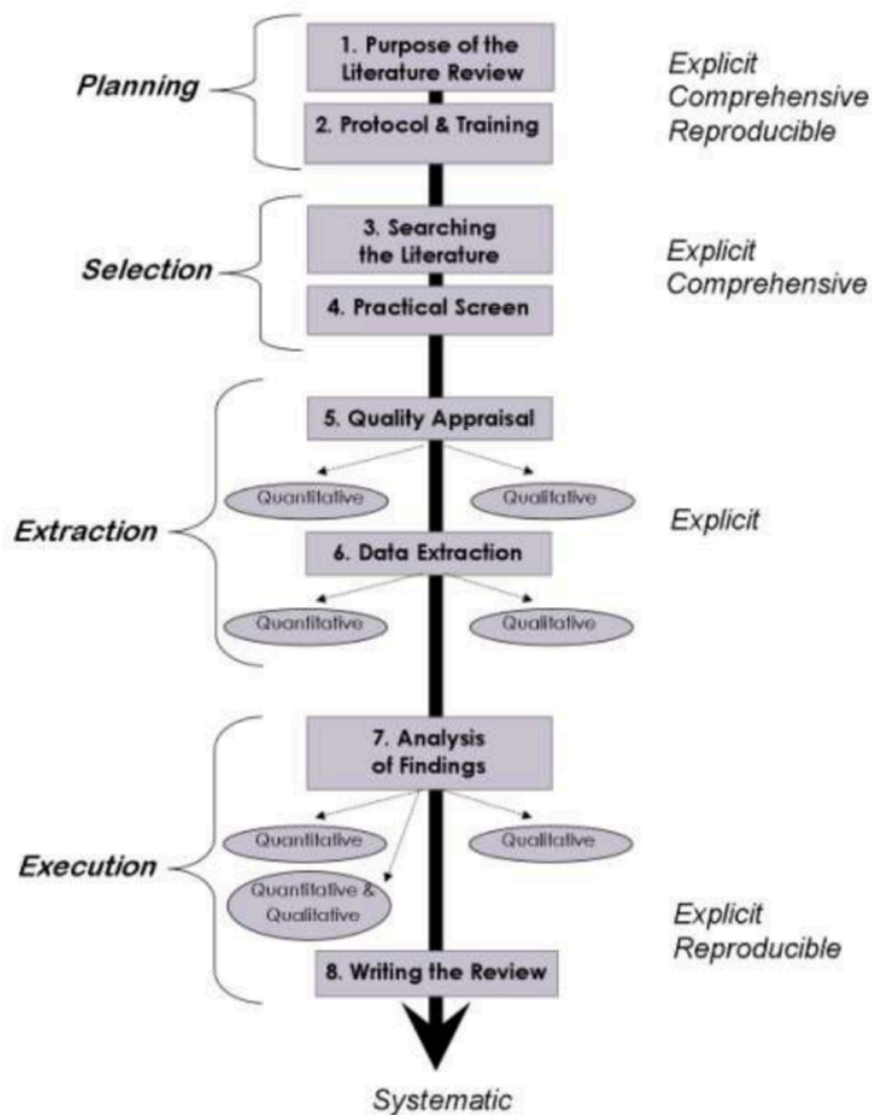 Planning
1. Purpose of the
Literature Review
2. Protocol & Training
Explicit
Comprehensive
Reproducible
Selection
3. Searching
the Literature
4. Practical Screen
Explicit
Comprehensive
Extraction
5. Quality Appraisal
Quantitative
Qualitative
6. Data Extraction
Quantitative
Qualitative
Explicit
Execution
7. Analysis
of Findings
Quantitative
Qualitative
Quantitative &
Qualitative
8. Writing the Review
Explicit
Reproducible
Systematic